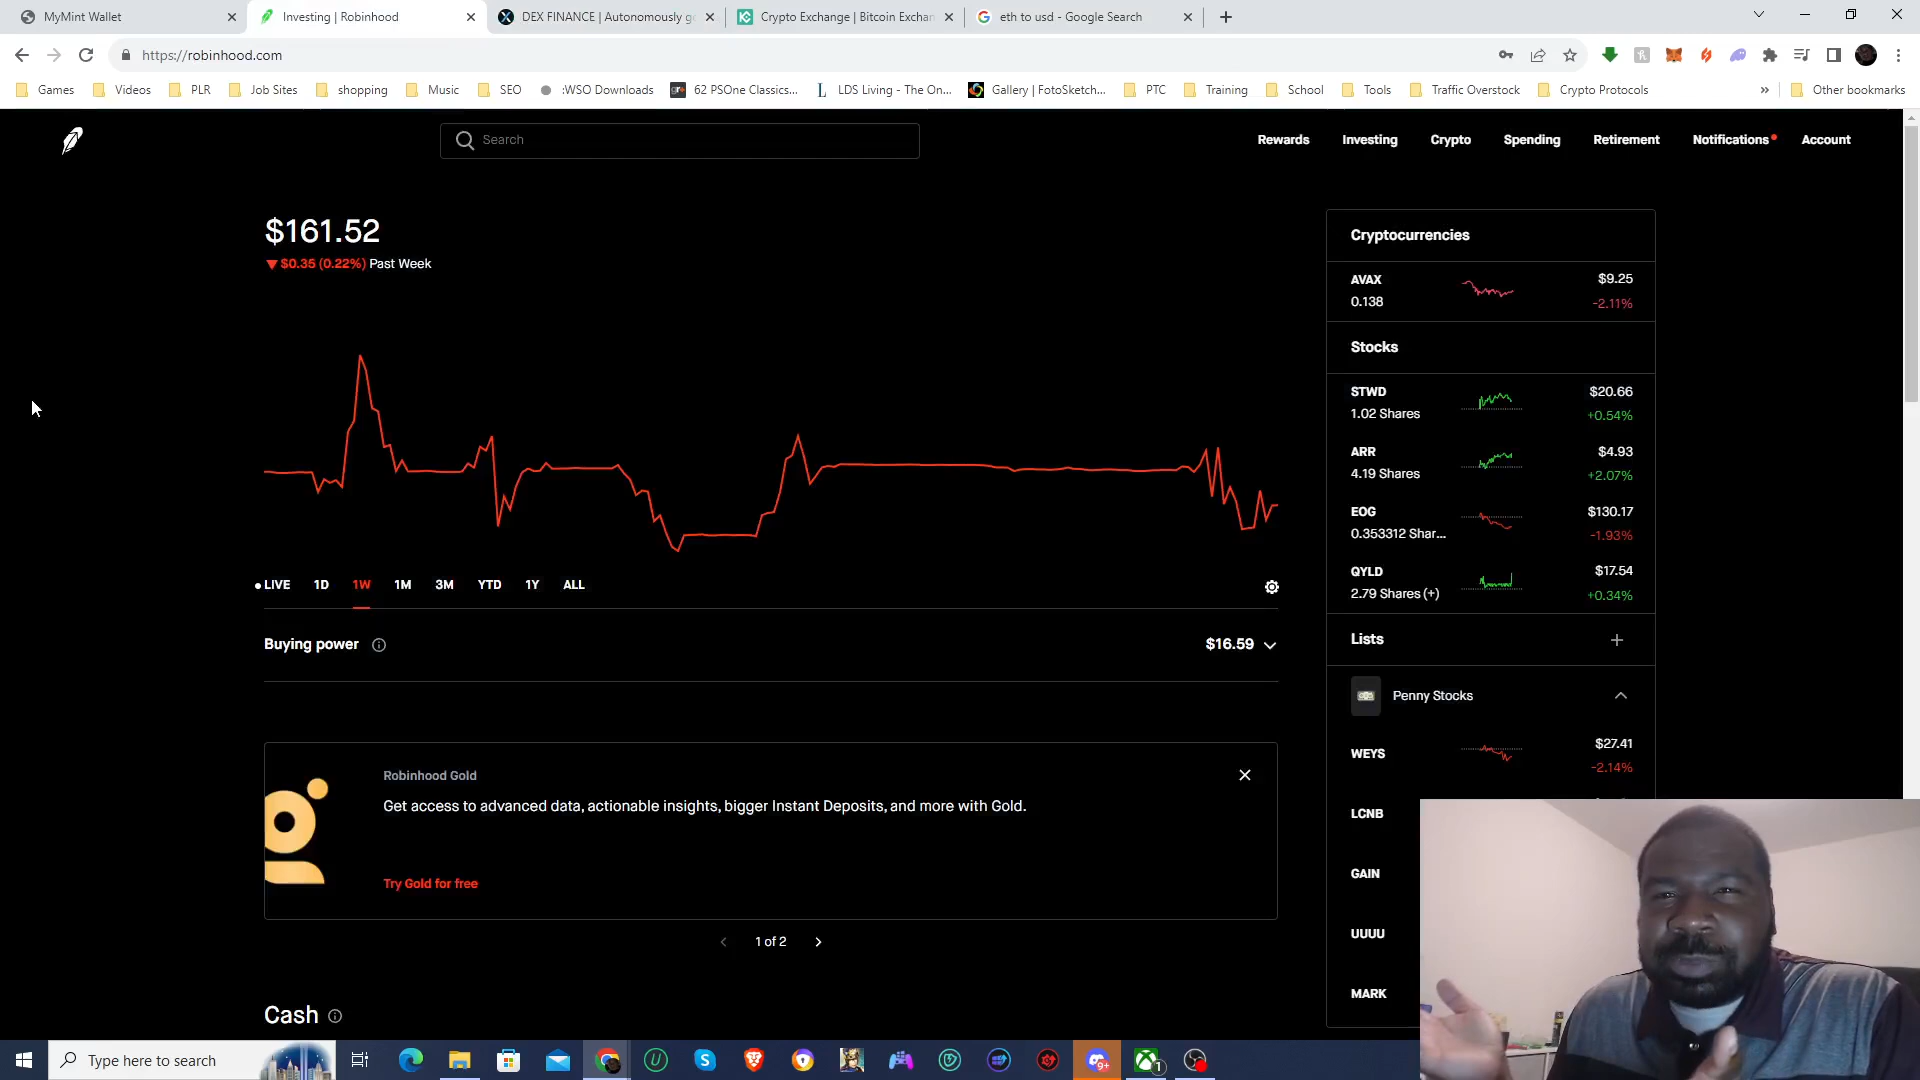 MyMint Wallet
Investing | Robinhood
DEX FINANCE | Autonomously g
Crypto Exchange | Bitcoin Exchan
eth to usd - Google Search
https://robinhood.com
Games
Videos
PLR
Job Sites
shopping
Music
SEO
:WSO Downloads
62 PSOne Classics...
LDS Living - The On...
Gallery | FotoSketch...
PTC
Training
School
Tools
Traffic Overstock
Crypto Protocols
»
Other bookmarks
Search
Rewards
Investing
Crypto
Spending
Retirement
Notifications
Account
$161.52
$0.35 (0.22%) Past Week
LIVE
1D
1W
1M
3M
YTD
1Y
ALL
Buying power
$16.59
Robinhood Gold
Get access to advanced data, actionable insights, bigger Instant Deposits, and more with Gold.
Try Gold for free
1 of 2
Cash
Cryptocurrencies
AVAX
$9.25
0.138
-2.11%
Stocks
STWD
$20.66
1.02 Shares
+0.54%
ARR
$4.93
4.19 Shares
+2.07%
EOG
$130.17
0.353312 Shar...
-1.93%
QYLD
$17.54
2.79 Shares (+)
+0.34%
Lists
Penny Stocks
WEYS
$27.41
-2.14%
LCNB
GAIN
UUUU
MARK
Type here to search
9+
1